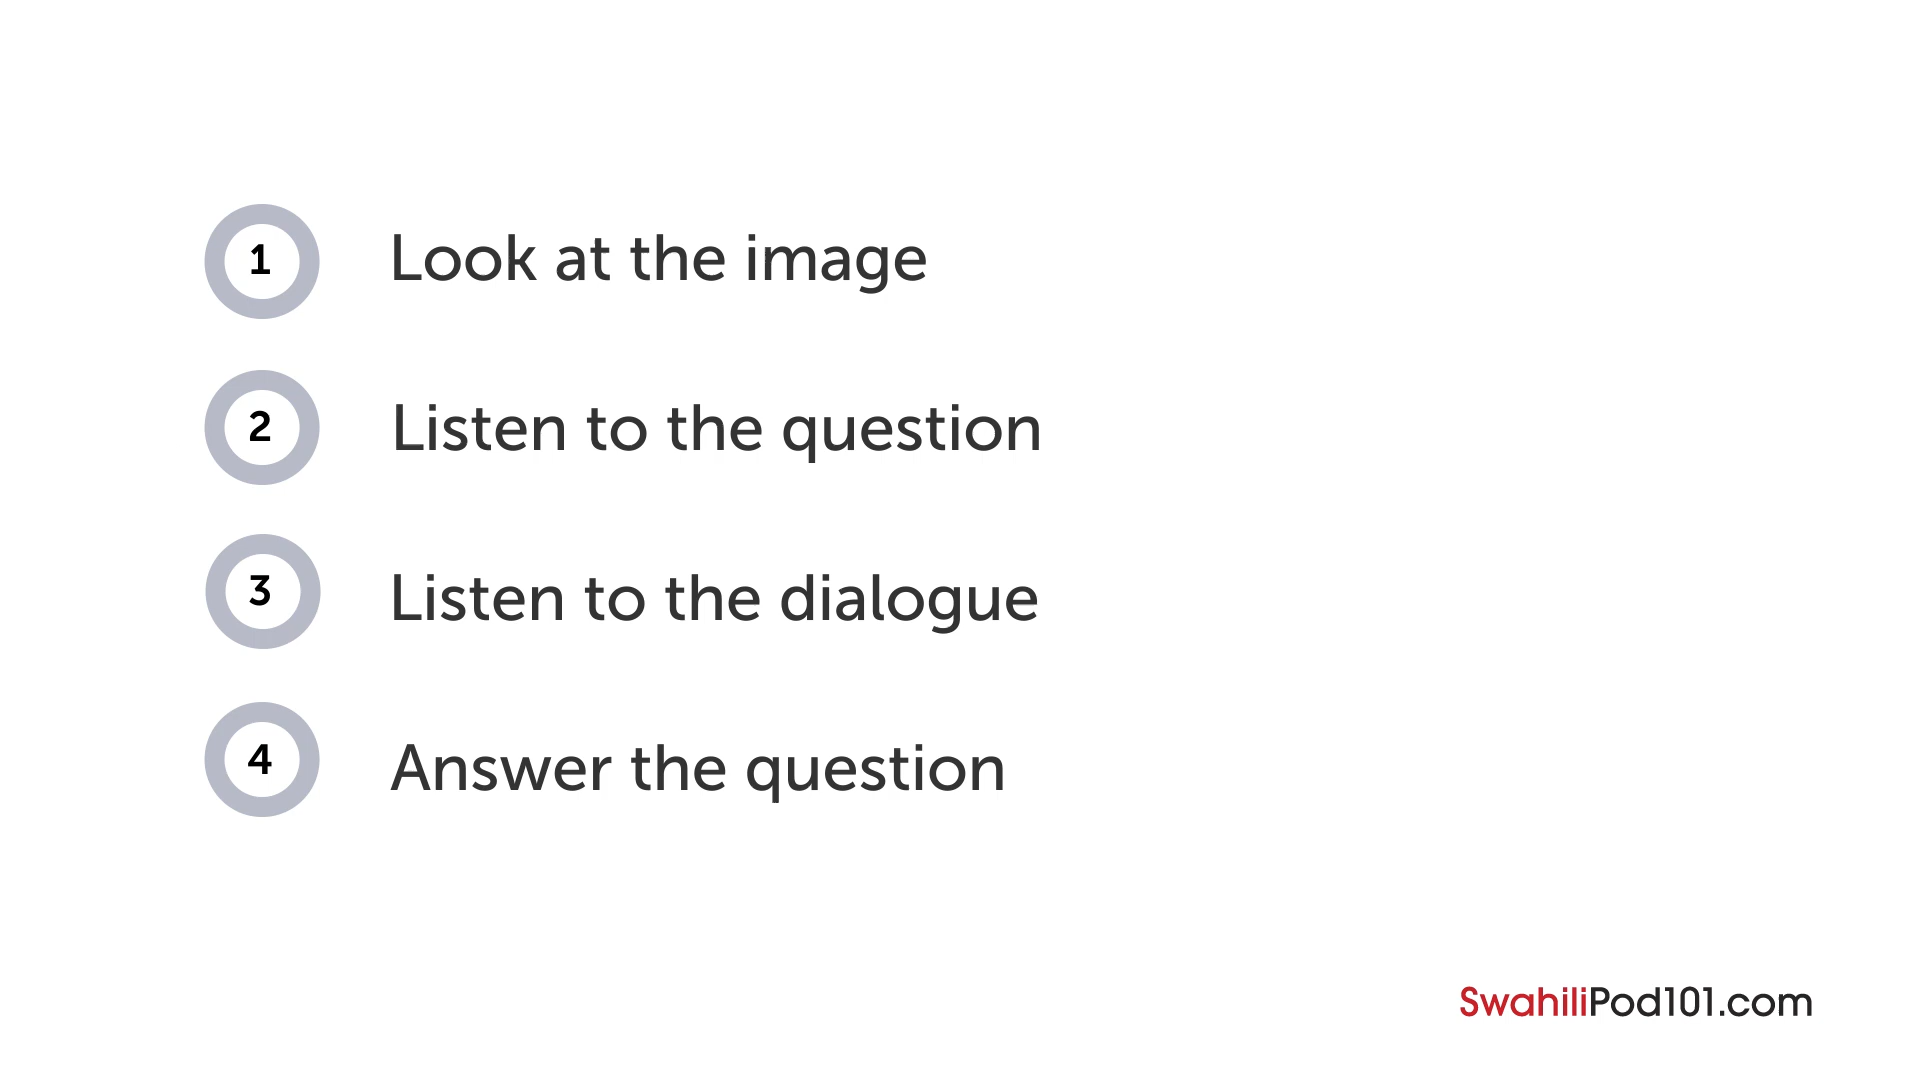 1 Look at the image
2 Listen to the question
3 Listen to the dialogue
4 Answer the question
SwahiliPod101.com